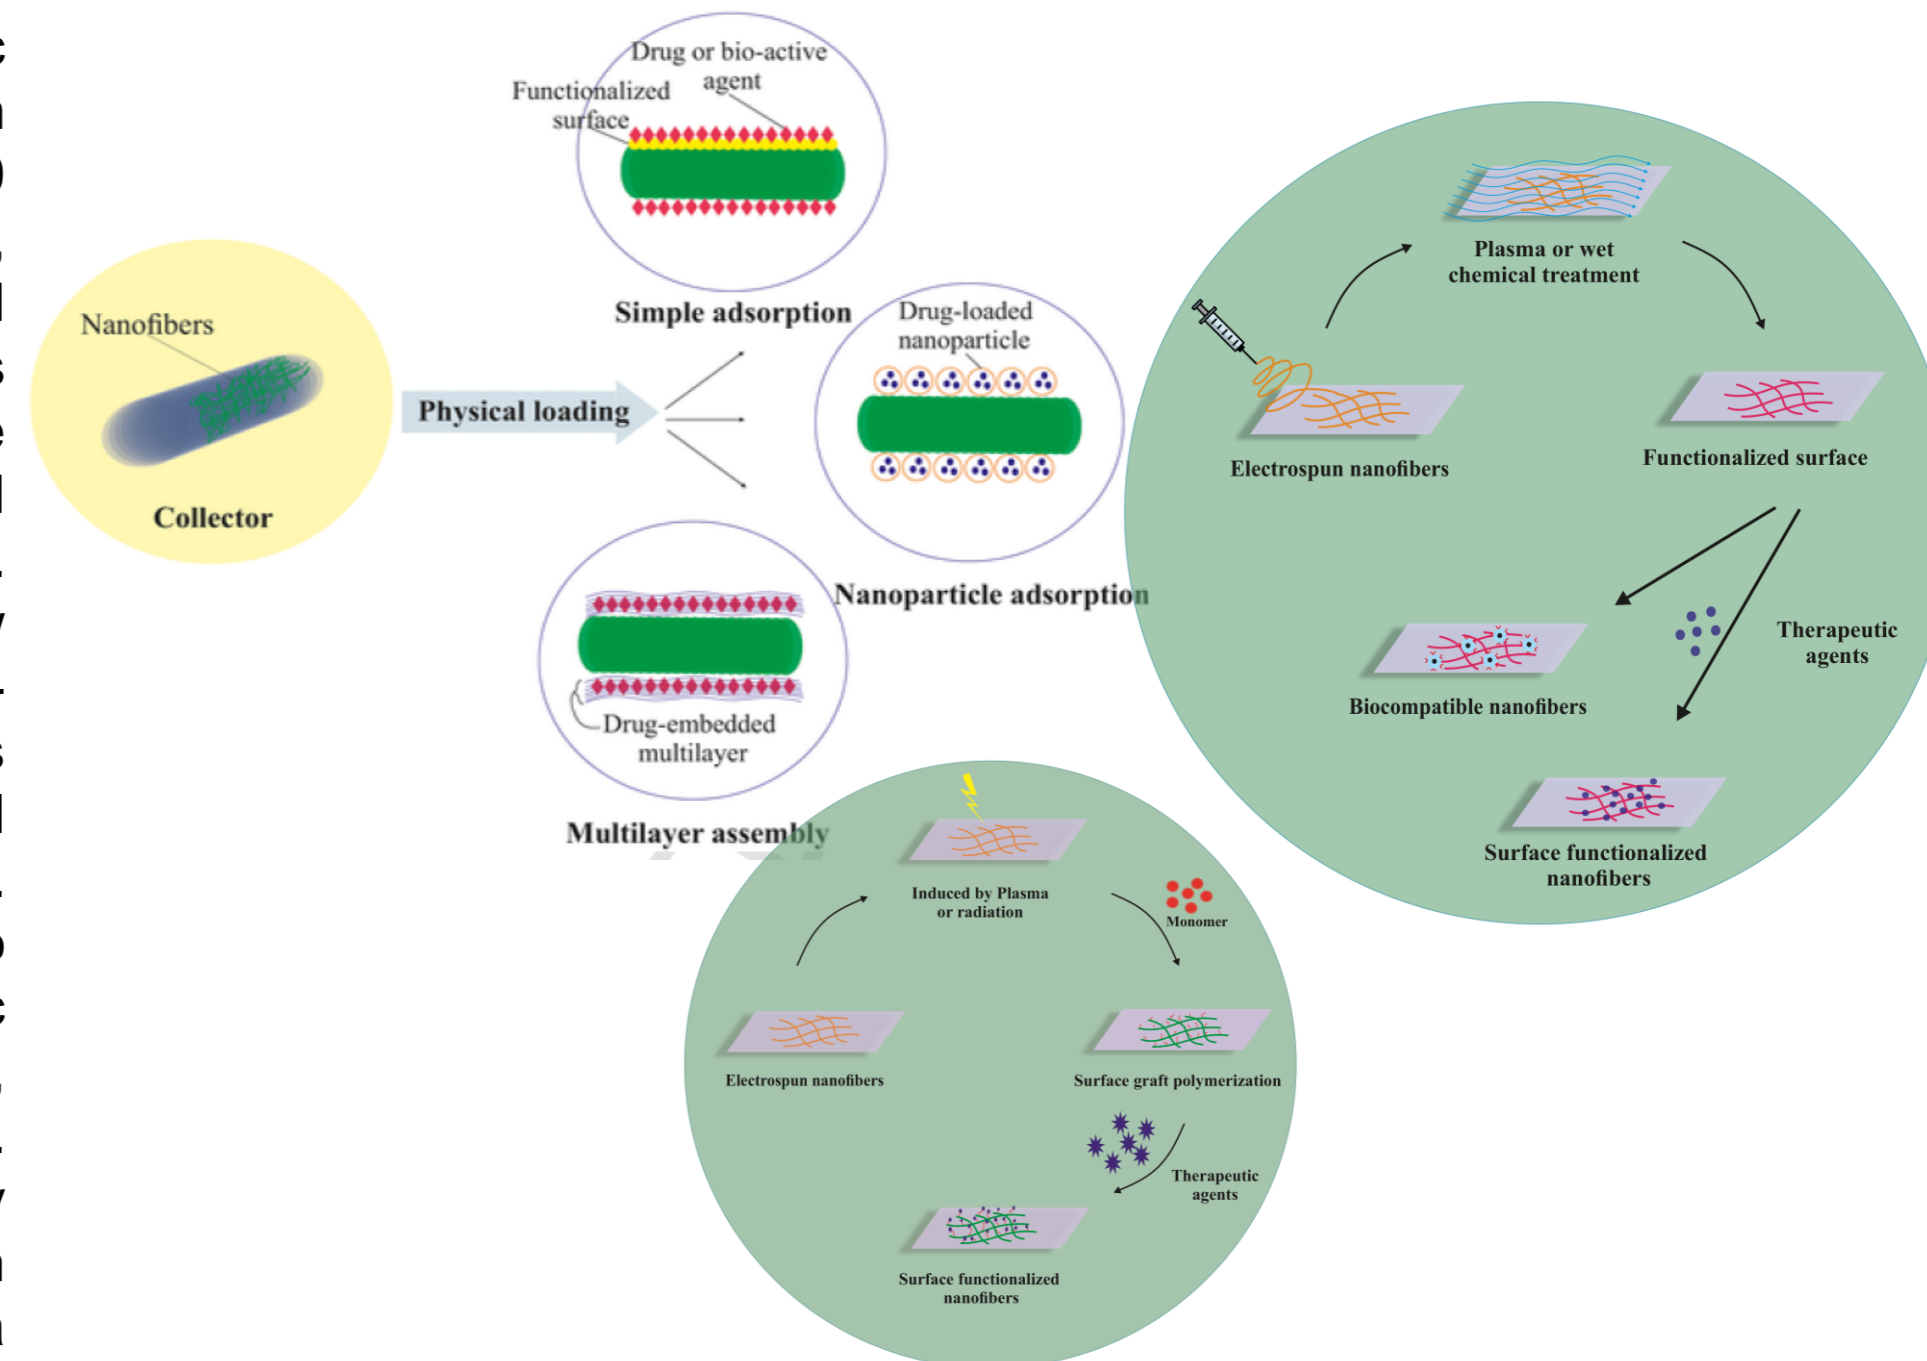 c
n
)
,
l
s
e
l
.
y
.
s
l
.
o
c
,
.
y
n
a
Nanofibers
Collector
Physical loading
Drug or bio-active
agent
Functionalized
surface
Simple adsorption
Drug-loaded
nanoparticle
Nanoparticle adsorption
Drug-embedded
multilayer
Multilayer assembly
Plasma or wet
chemical treatment
Electrospun nanofibers
Functionalized surface
Therapeutic
agents
Biocompatible nanofibers
Surface functionalized
nanofibers
Induced by Plasma
or radiation
Monomer
Electrospun nanofibers
Surface graft polymerization
Therapeutic
agents
Surface functionalized
nanofibers